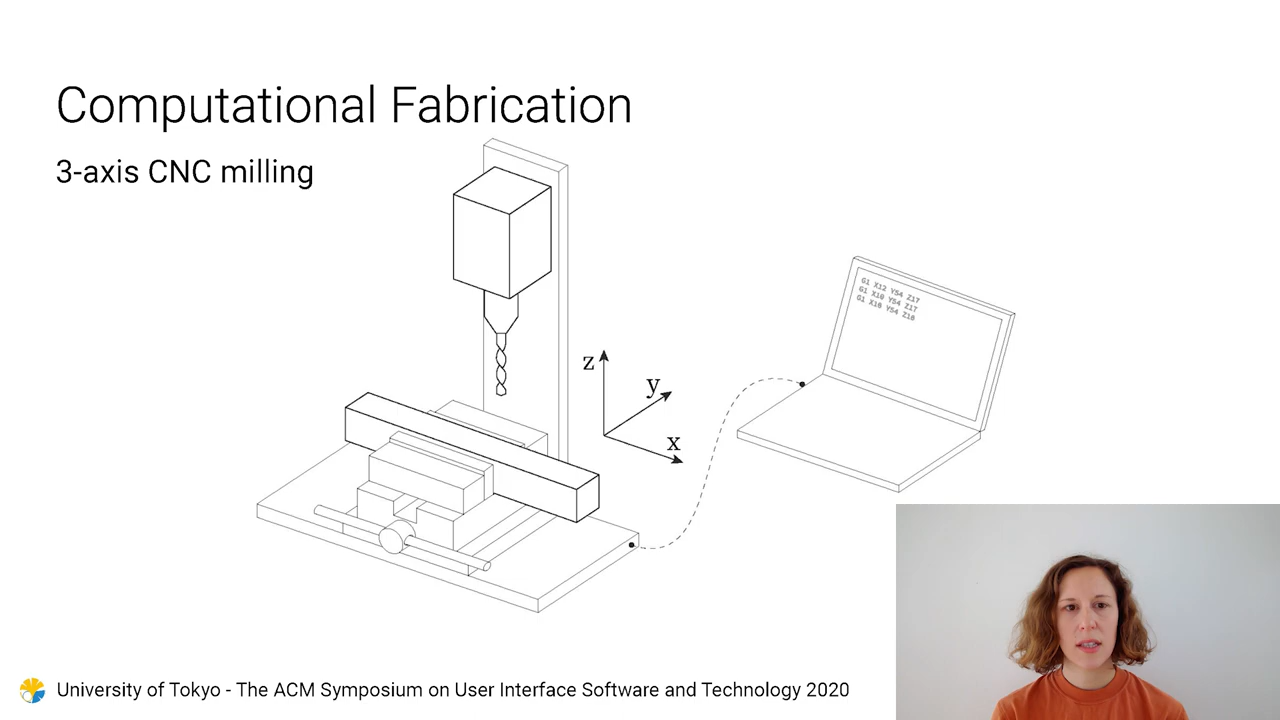 Computational Fabrication
3-axis CNC milling
G1 X12 Y54 Z17
G1 X18 Y54 Z17
G1 X18 Y54 Z18
z
y
x
University of Tokyo - The ACM Symposium on User Interface Software and Technology 2020